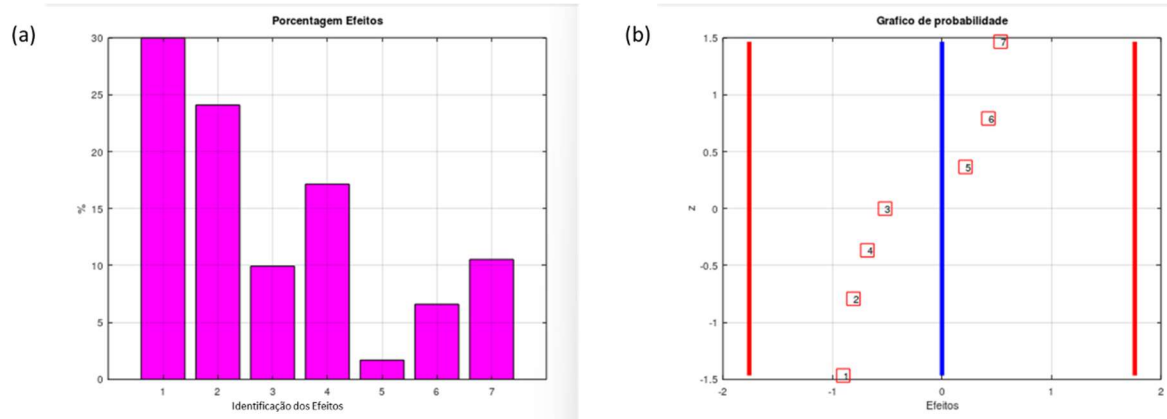 (a)
Porcentagem Efeitos
30
25
20
15
10
5
0
%
1 2 3 4 5 6 7
Identificação dos Efeitos
(b)
Grafico de probabilidade
1.5
1
0.5
0
-0.5
-1
-1.5
z
7
6
5
3
4
2
1
-2 -1 0 1 2
Efeitos